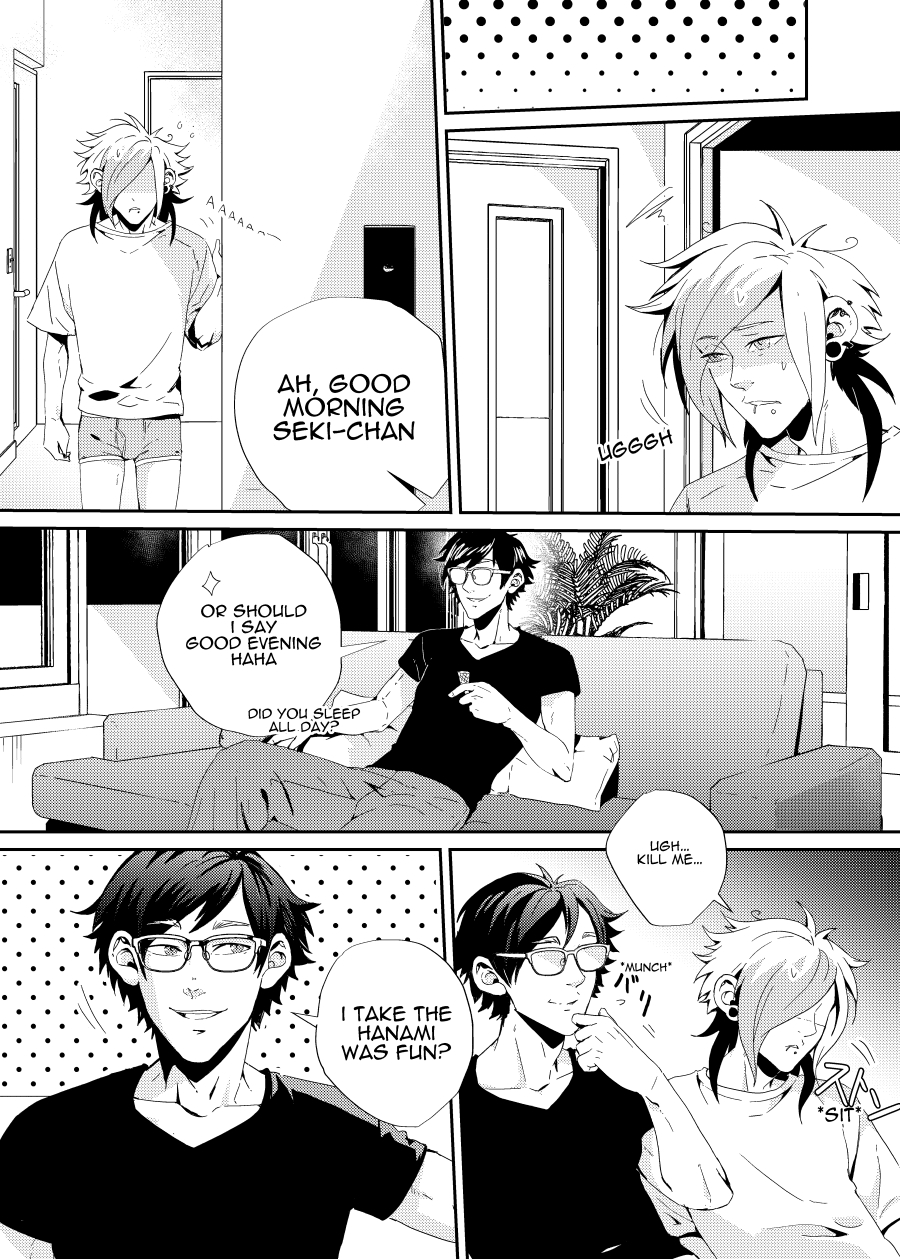 AAAAAA
AH, GOOD
MORNING
SEKI-CHAN
UGGGH
OR SHOULD
I SAY
GOOD EVENING
HAHA
DID YOU SLEEP
ALL DAY?
I TAKE THE
HANAMI
WAS FUN?
UGH...
KILL ME...
*MUNCH*
*SIT*